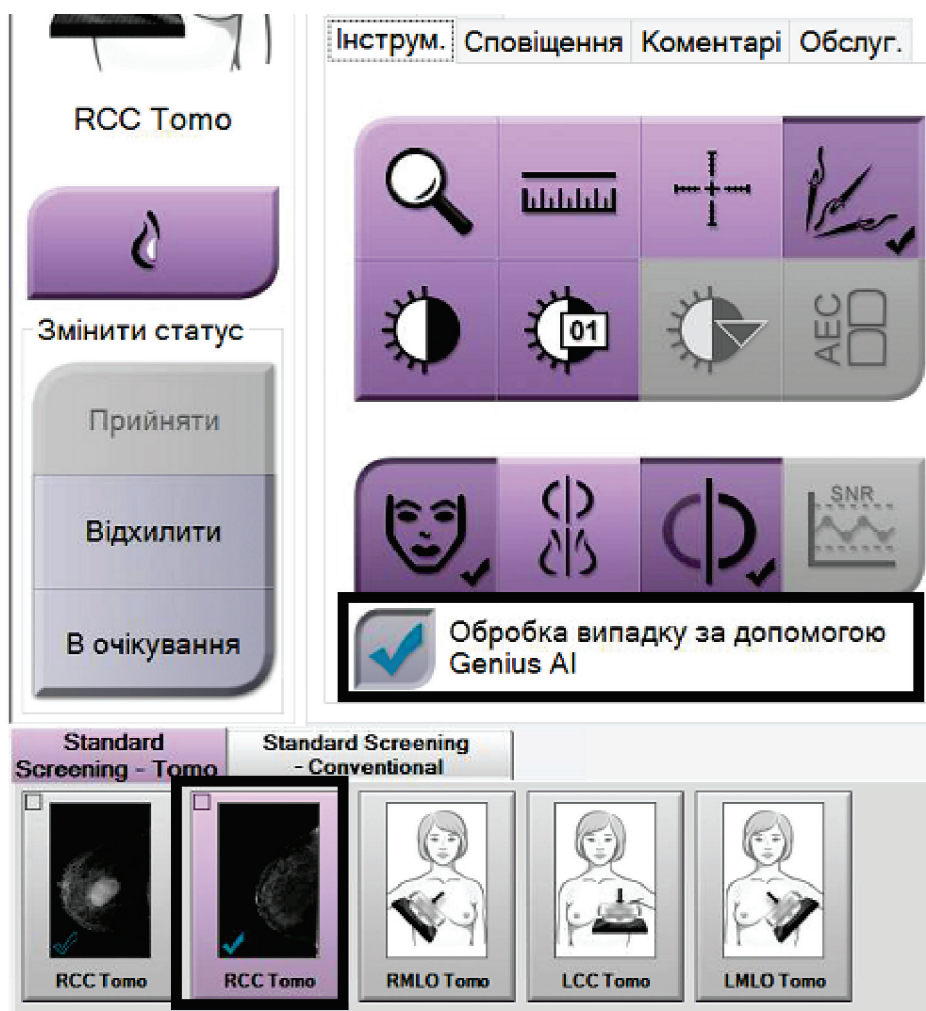 Інструм. Сповіщення Коментарі Обслуг.
RCC Tomo
Змінити статус
Прийняти
Відхилити
В очікування
01
AEC
SNR
Обробка випадку за допомогою
Genius AI
Standard
Screening - Tomo
Standard Screening
- Conventional
RCC Tomo
RCC Tomo
RMLO Tomo
LCC Tomo
LMLO Tomo